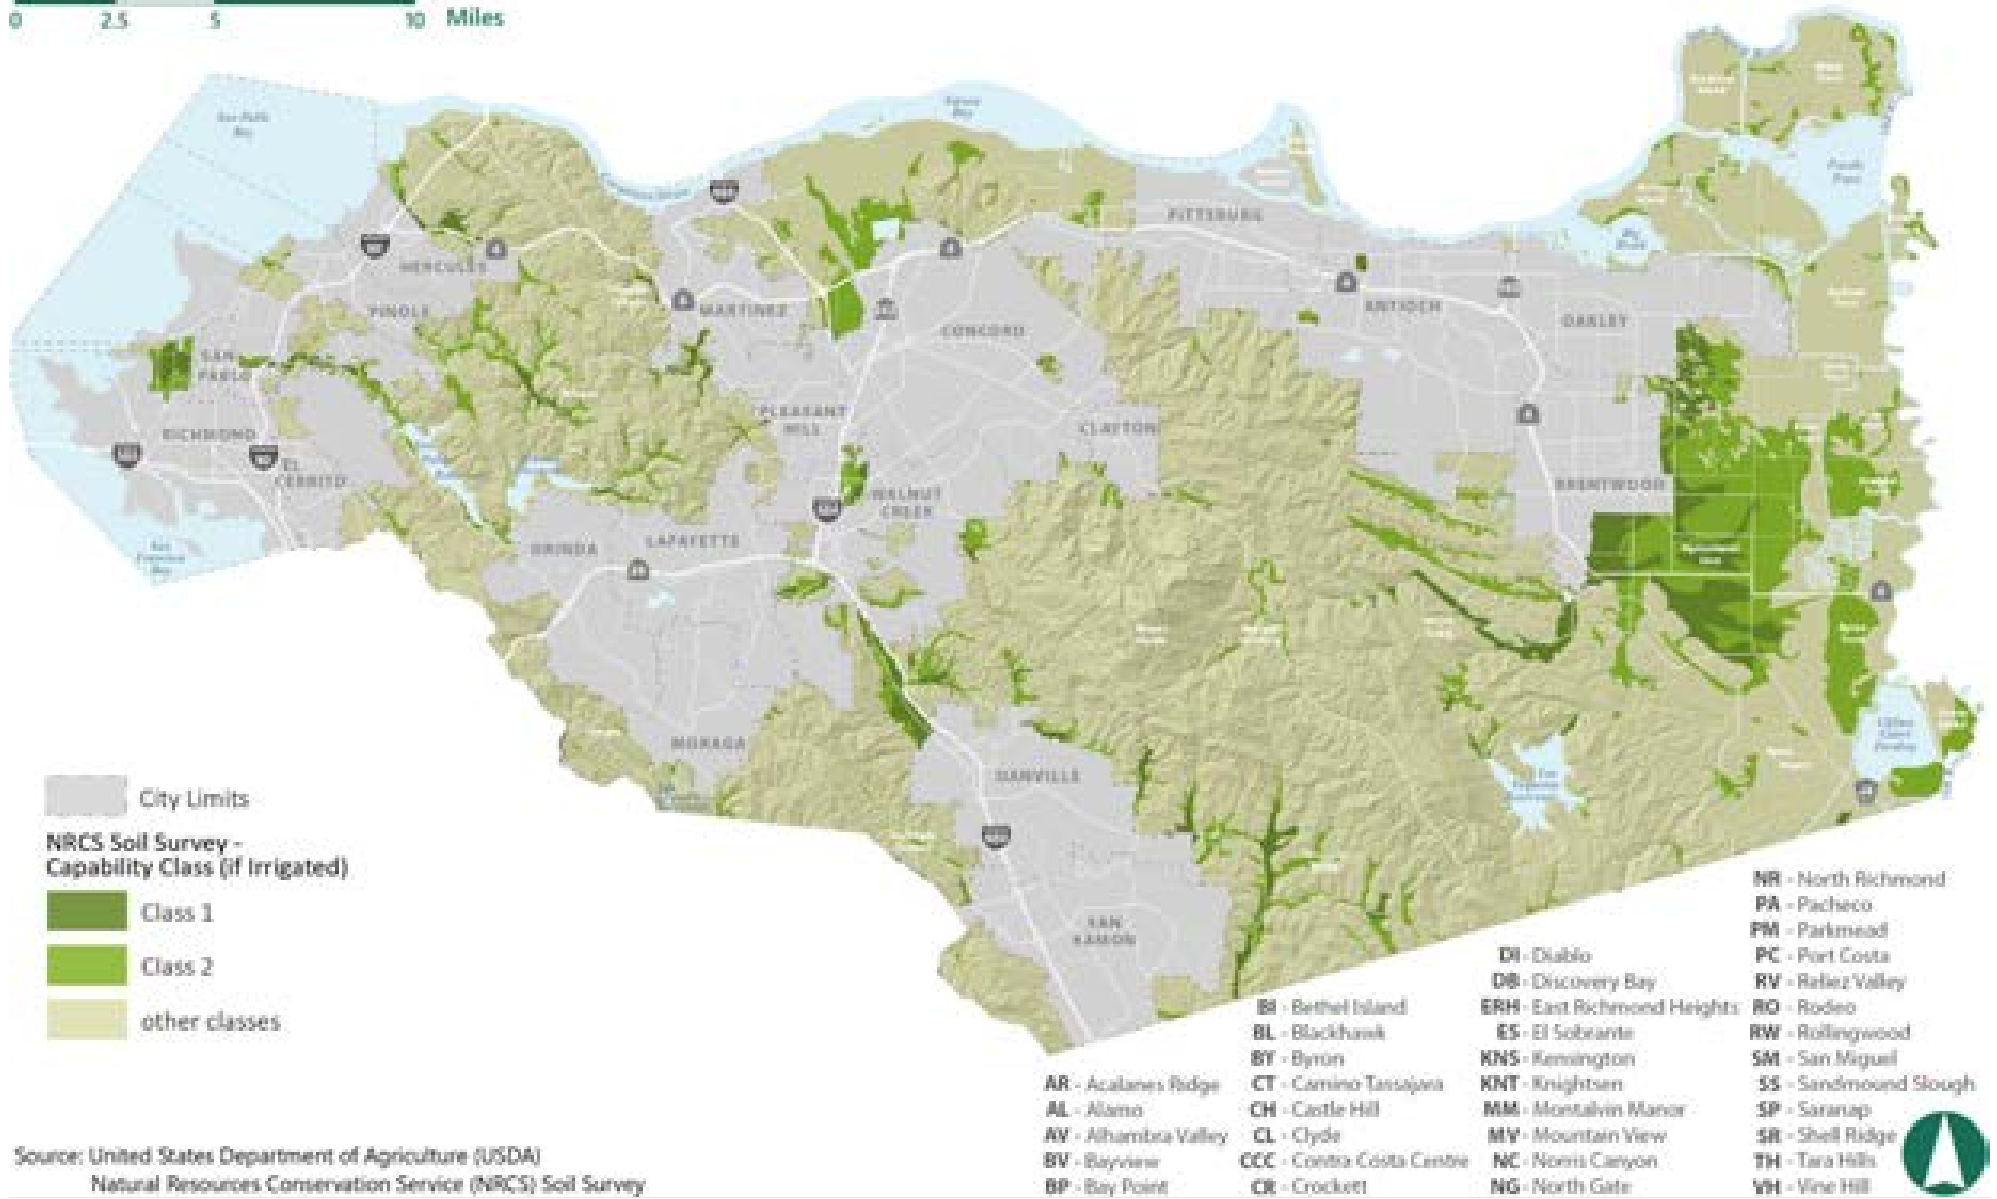 0 2.5 5 10 Miles
San Pablo
Bay
PITTSBURG
HERCULES
PINOLE
MARTINEZ
ANTIOCH
OAKLEY
CONCORD
SAN
PABLO
PLEASANT
HILL
CLAYTON
RICHMOND
EL
CERRITO
BRENTWOOD
WALNUT
CREEK
ORINDA
LAFAYETTE
San
Francisco
Bay
MORAGA
DANVILLE
SAN
RAMON
City Limits
NRCS Soil Survey -
Capability Class (if Irrigated)
Class 1
Class 2
other classes
AR - Acalanes Ridge
AL - Alamo
AV - Alhambra Valley
BV - Bayview
BP - Bay Point
BI - Bethel Island
BL - Blackhawk
BY - Byron
CT - Camino Tassajara
CH - Castle Hill
CL - Clyde
CCC - Contra Costa Centre
CR - Crockett
DI - Diablo
DB - Discovery Bay
ERH - East Richmond Heights
ES - El Sobrante
KNS - Kensington
KNT - Knightsen
MM - Montalvin Manor
MV - Mountain View
NC - Norris Canyon
NG - North Gate
NR - North Richmond
PA - Pacheco
PM - Parkmead
PC - Port Costa
RV - Reliez Valley
RO - Rodeo
RW - Rollingwood
SM - San Miguel
SS - Sandmound Slough
SP - Saranap
SR - Shell Ridge
TH - Tara Hills
VH - Vine Hill
Source: United States Department of Agriculture (USDA)
Natural Resources Conservation Service (NRCS) Soil Survey